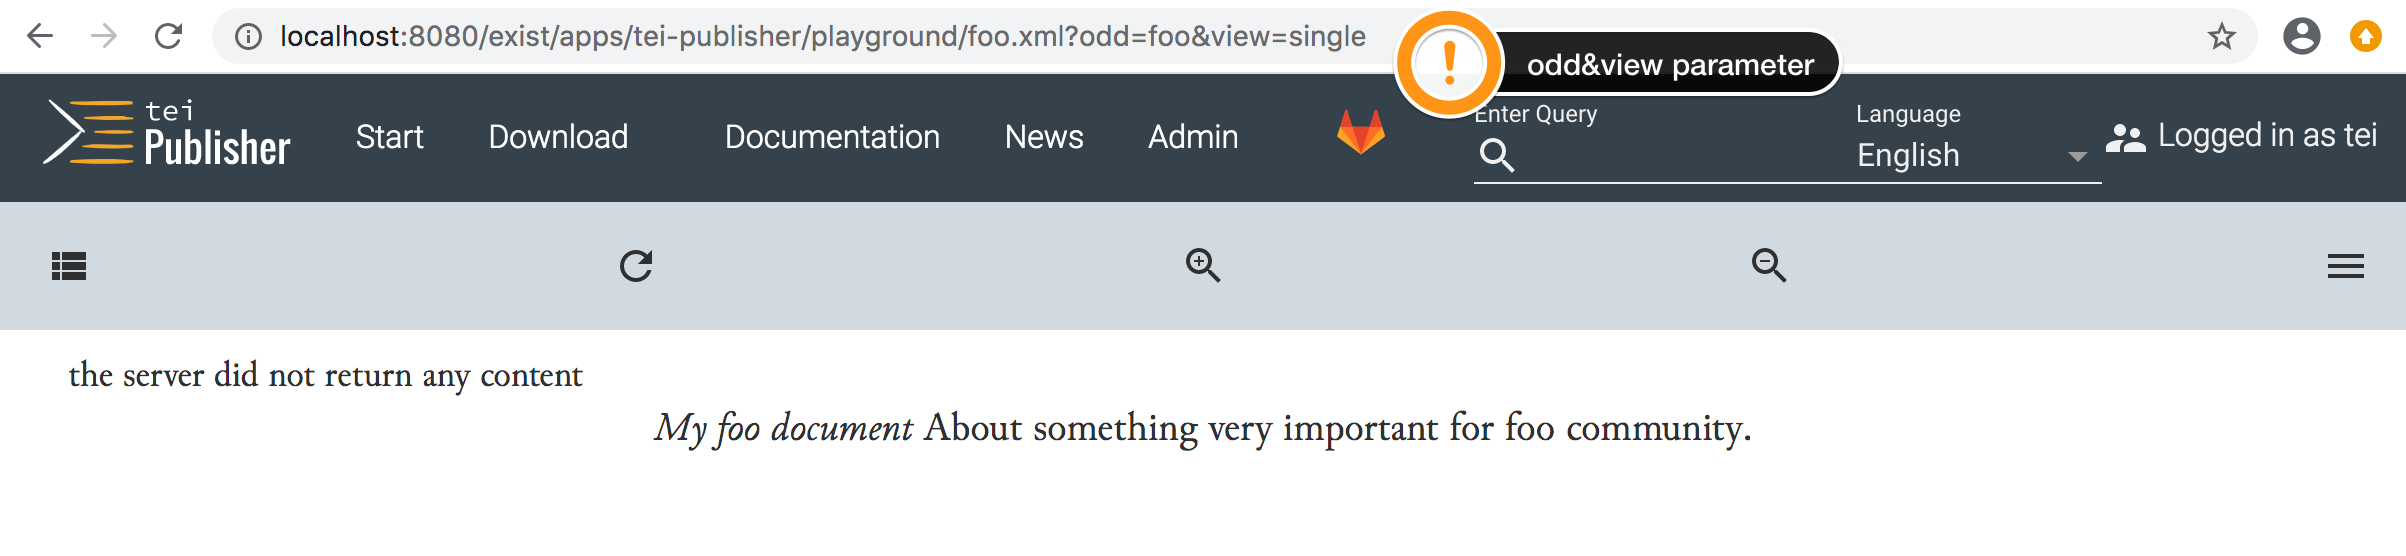 localhost:8080/exist/apps/tei-publisher/playground/foo.xml?odd=foo&view=single
odd&view parameter
tei
Publisher
Start Download Documentation News Admin
Enter Query
Language
English
Logged in as tei
the server did not return any content
My foo document About something very important for foo community.